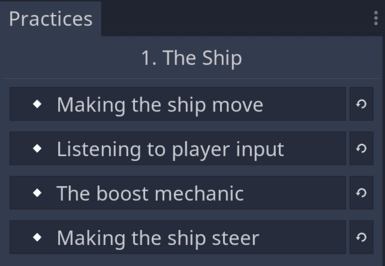 Practices
1. The Ship
Making the ship move
Listening to player input
The boost mechanic
Making the ship steer